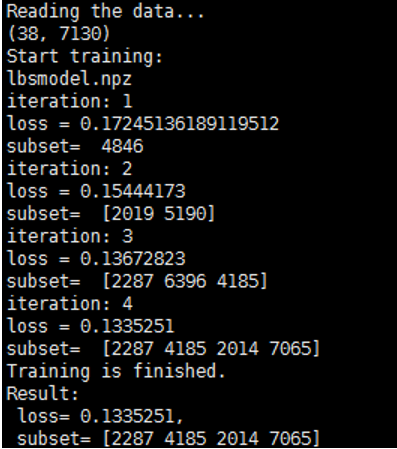 Reading the data...
(38, 7130)
Start training:
lbsmodel.npz
iteration: 1
loss = 0.17245136189119512
subset=  4846
iteration: 2
loss = 0.15444173
subset=  [2019 5190]
iteration: 3
loss = 0.13672823
subset=  [2287 6396 4185]
iteration: 4
loss = 0.1335251
subset=  [2287 4185 2014 7065]
Training is finished.
Result:
 loss= 0.1335251,
 subset= [2287 4185 2014 7065]